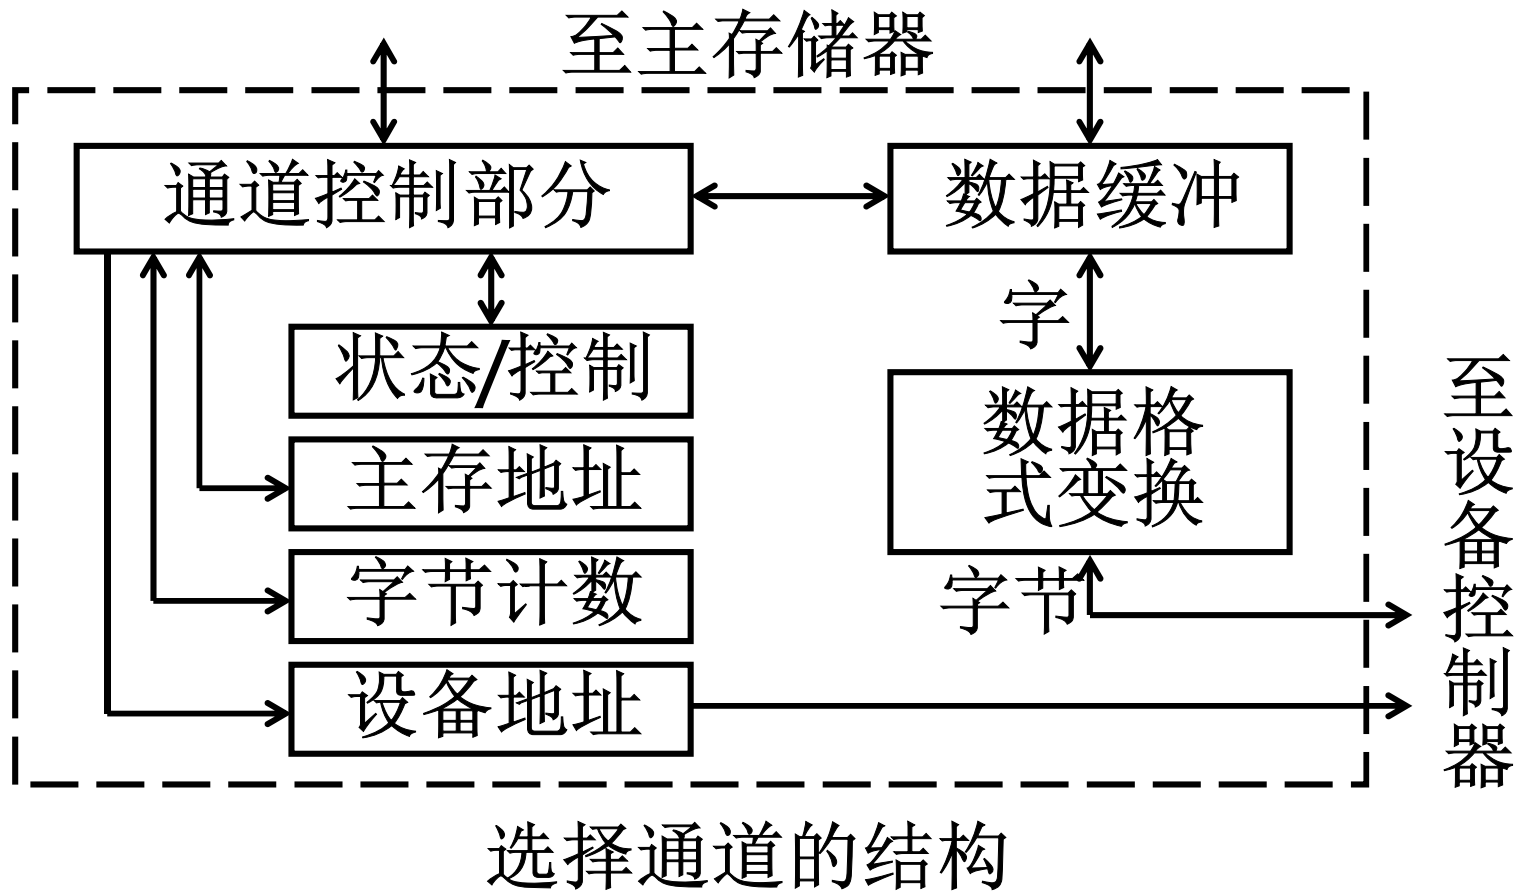 至主存储器
通道控制部分
数据缓冲
字
状态/控制
主存地址
字节计数
设备地址
数据格
式变换
字节
至设备控制器
选择通道的结构